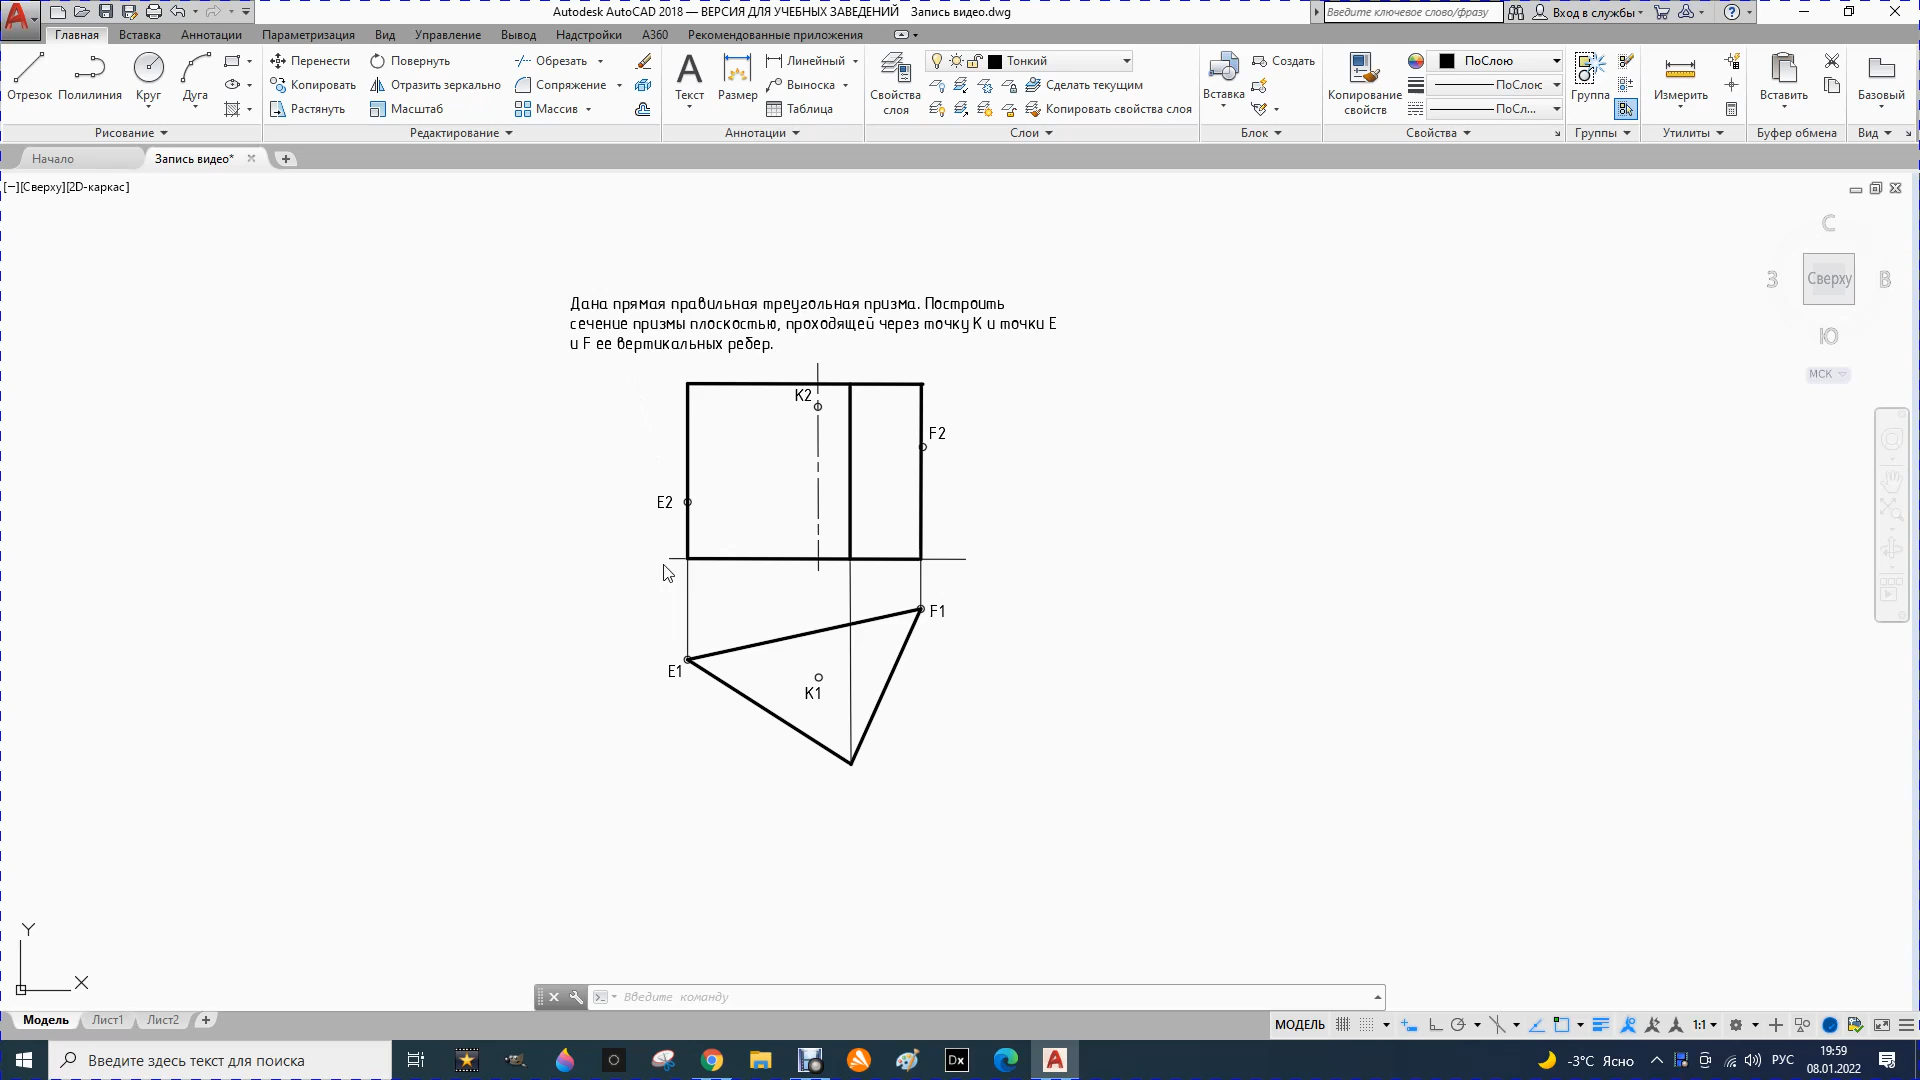 Autodesk AutoCAD 2018 — ВЕРСИЯ ДЛЯ УЧЕБНЫХ ЗАВЕДЕНИЙ Запись видео.dwg
Введите ключевое слово/фразу
Вход в службы
Главная Вставка Аннотации Параметризация Вид Управление Вывод Надстройки A360 Рекомендованные приложения
Отрезок Полилиния Круг Дуга
Перенести Повернуть Обрезать
Копировать Отразить зеркально Сопряжение
Растянуть Масштаб Массив
Текст Размер
Линейный
Выноска
Таблица
Свойства слоя
Тонкий
Сделать текущим
Копировать свойства слоя
Вставка
Создать
Копирование свойств
ПоСлою
ПоСлою
ПоСл...
Группа
Измерить
Вставить
Базовый
Рисование Редактирование Аннотации Слои Блок Свойства Группы Утилиты Буфер обмена Вид
Начало Запись видео*
[−][Сверху][2D-каркас]
С
З Сверху В
Ю
МСК
Дана прямая правильная треугольная призма. Построить
сечение призмы плоскостью, проходящей через точку К и точки Е
и F ее вертикальных ребер.
K2
F2
E2
F1
E1
K1
Y
X
Введите команду
Модель Лист1 Лист2
МОДЕЛЬ 1:1
Введите здесь текст для поиска
Dx
-3°C Ясно
РУС
19:59
08.01.2022